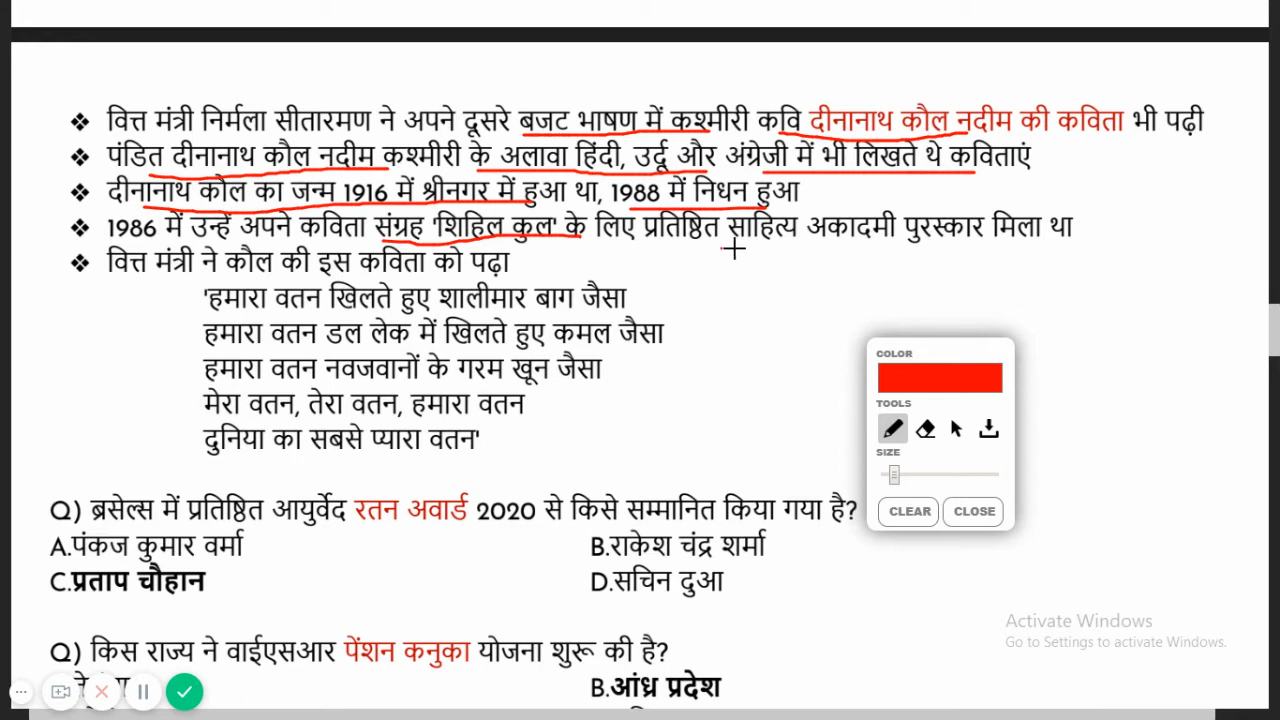 ❖ वित्त मंत्री निर्मला सीतारमण ने अपने दूसरे बजट भाषण में कश्मीरी कवि दीनानाथ कौल नदीम की कविता भी पढ़ी
❖ पंडित दीनानाथ कौल नदीम कश्मीरी के अलावा हिंदी, उर्दू और अंग्रेजी में भी लिखते थे कविताएं
❖ दीनानाथ कौल का जन्म 1916 में श्रीनगर में हुआ था, 1988 में निधन हुआ
❖ 1986 में उन्हें अपने कविता संग्रह 'शिहिल कुल' के लिए प्रतिष्ठित साहित्य अकादमी पुरस्कार मिला था
❖ वित्त मंत्री ने कौल की इस कविता को पढ़ा
'हमारा वतन खिलते हुए शालीमार बाग जैसा
हमारा वतन डल लेक में खिलते हुए कमल जैसा
हमारा वतन नवजवानों के गरम खून जैसा
मेरा वतन, तेरा वतन, हमारा वतन
दुनिया का सबसे प्यारा वतन'
COLOR
TOOLS
SIZE
CLEAR CLOSE
Q) ब्रसेल्स में प्रतिष्ठित आयुर्वेद रतन अवार्ड 2020 से किसे सम्मानित किया गया है?
A.पंकज कुमार वर्मा B.राकेश चंद्र शर्मा
C.प्रताप चौहान D.सचिन दुआ
Activate Windows
Go to Settings to activate Windows.
Q) किस राज्य ने वाईएसआर पेंशन कनुका योजना शुरू की है?
B.आंध्र प्रदेश